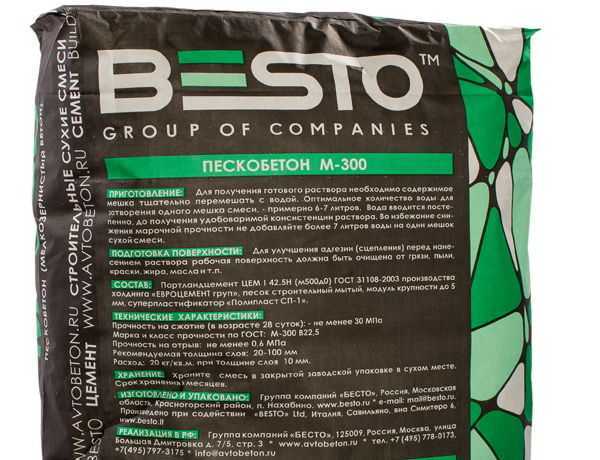 BESTO™
GROUP OF COMPANIES
ПЕСКОБЕТОН М-300
ПРИГОТОВЛЕНИЕ: Для получения готового раствора необходимо содержимое
мешка тщательно перемешать с водой. Оптимальное количество воды для
затворения одного мешка смеси. - примерно 6-7 литров. Вода вводится посте-
пенно, до получения удобоваримой консистенции раствора. Во избежание сни-
жения марочной прочности не добавляйте более 7 литров воды на один мешок
сухой смеси.
ПОДГОТОВКА ПОВЕРХНОСТИ: Для улучшения адгезии (сцепления) перед нане-
сением раствора рабочая поверхность должна быть очищена от грязи, пыли,
краски, жира, масла и т.п.
СОСТАВ: Портландцемент ЦЕМ I 42.5Н (м500Д0) ГОСТ 31108-2003 производства
холдинга «ЕВРОЦЕМЕНТ груп», песок строительный мытый, модуль крупности до 5
мм, суперпластификатор «Полипласт СП-1».
ТЕХНИЧЕСКИЕ ХАРАКТЕРИСТИКИ:
Прочность на сжатие (в возрасте 28 суток): - не менее 30 МПа
Марка и класс прочности по ГОСТ: М-300 В22,5
Прочность на отрыв: не менее 0,6 МПа
Рекомендуемая толщина слоя: 20-100 мм
Расход: 20 кг/кв.м. при толщине слоя 10 мм.
ХРАНЕНИЕ: Храните смесь в закрытой заводской упаковке в сухом месте.
Срок хранения 6 месяцев.
ИЗГОТОВЛЕНО И УПАКОВАНО: Группа компаний «БЕСТО», Россия, Московская
область, Красногорский район, п. Нахабино. www.besto.ru * e-mail: mail@besto.ru.
Произведено при содействии «BESTO» Ltd, Италия, Савильяно, виа Симитеро 6,
www.besto.it
РЕАЛИЗАЦИЯ В РФ: Группа компаний «БЕСТО», 125009, Россия, Москва, улица
Большая Дмитровка д. 7/5, стр. 3 * www.avtobeton.ru * тел. +7 (495) 778-0173,
+7(495) 797-3175 * info@avtobeton.ru
ПЕСКОБЕТОН (МЕЛКОЗЕРНИСТЫЙ БЕТОН)
WWW.AVTOBETON.RU СТРОИТЕЛЬНЫЕ СУХИЕ СМЕСИ
BESTO ЦЕМЕНТ WWW.AVTOBETON.RU CEMENT BUILD